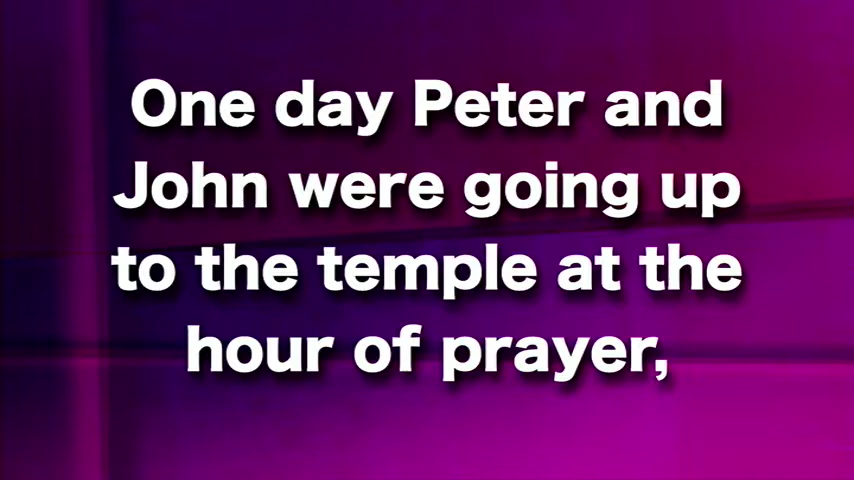 One day Peter and
John were going up
to the temple at the
hour of prayer,